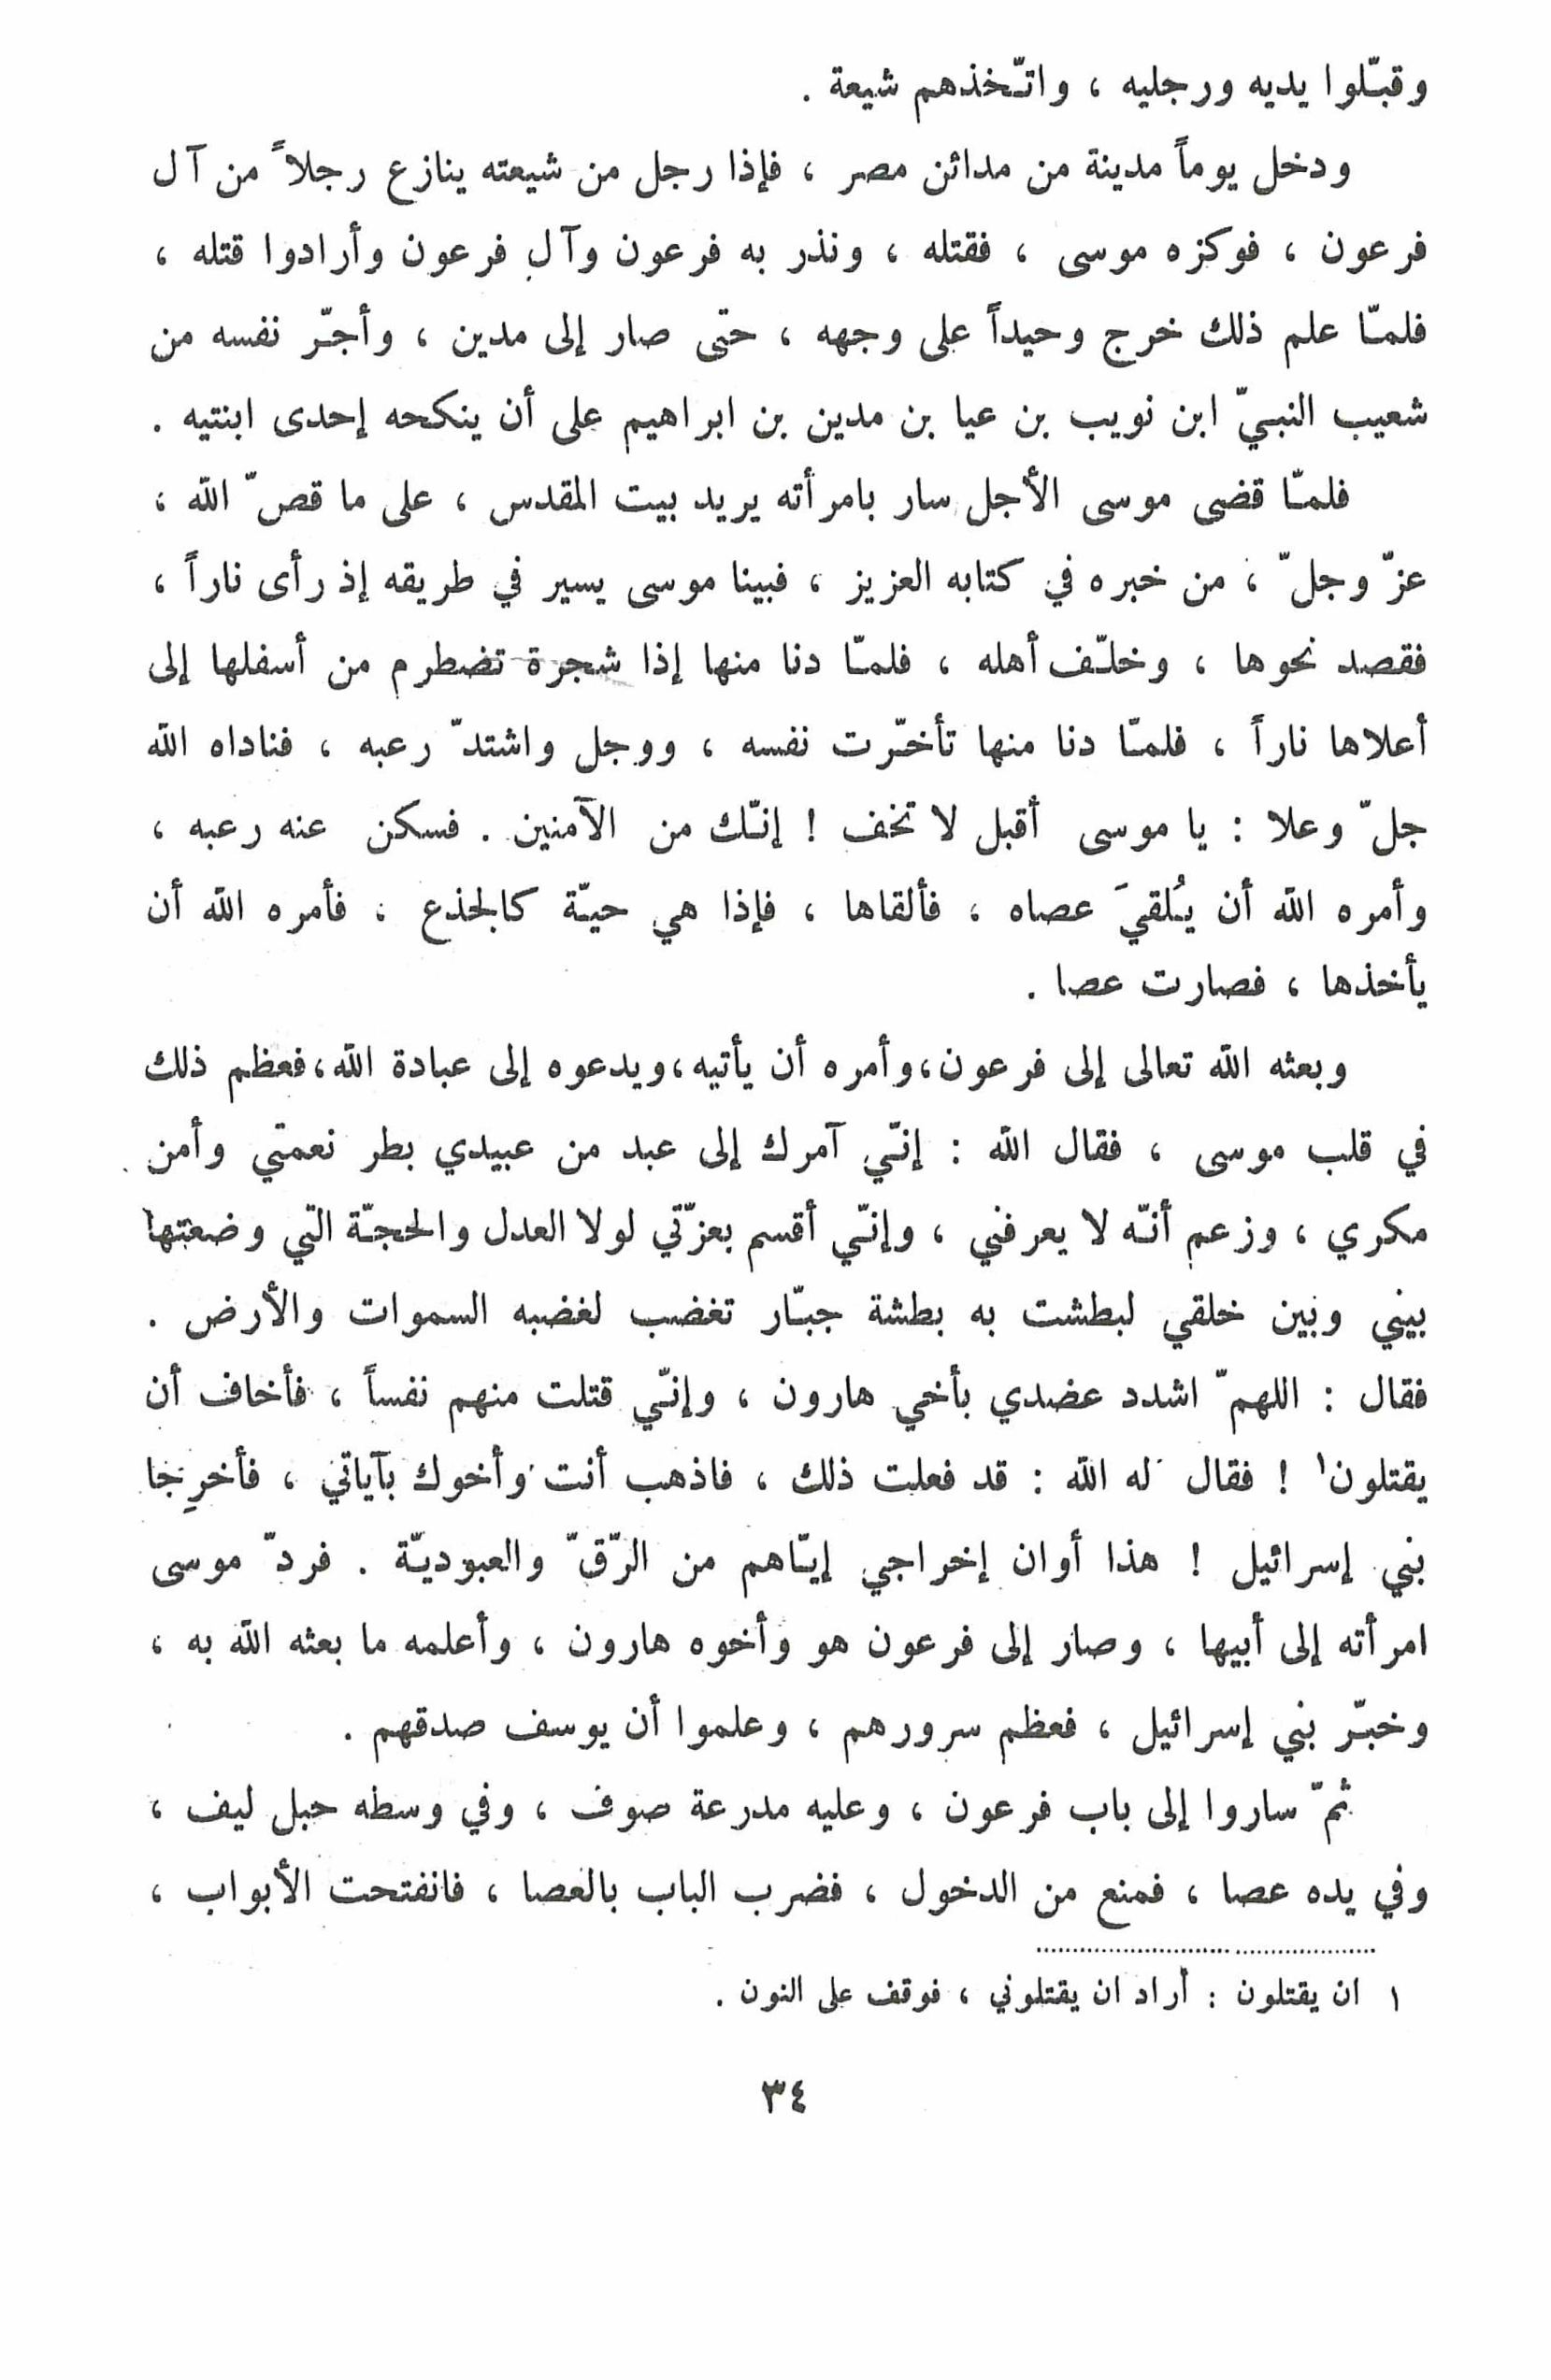 وقبّلوا يديه ورجليه ، واتّخذهم شيعة .
ودخل يوماً مدينة من مدائن مصر ، فإذا رجل من شيعته ينازع رجلاً من آل
فرعون ، فوكزه موسى ، فقتله ، ونذر به فرعون وآل فرعون وأرادوا قتله ،
فلمّا علم ذلك خرج وحيداً على وجهه ، حتى صار إلى مدين ، وأجّر نفسه من
شعيب النبيّ ابن نويب بن عيا بن مدين بن ابراهيم على أن ينكحه إحدى ابنتيه .
فلمّا قضى موسى الأجل سار بامرأته يريد بيت المقدس ، على ما قصّ الله ،
عزّ وجلّ ، من خبره في كتابه العزيز ، فبينا موسى يسير في طريقه إذ رأى ناراً ،
فقصد نحوها ، وخلّف أهله ، فلمّا دنا منها إذا شجرة تضطرم من أسفلها إلى
أعلاها ناراً ، فلمّا دنا منها تأخّرت نفسه ، ووجل واشتدّ رعبه ، فناداه الله
جلّ وعلا : يا موسى أقبل لا تخف ! إنّك من الآمنين . فسكن عنه رعبه ،
وأمره الله أن يُلقيَ عصاه ، فألقاها ، فإذا هي حيّة كالجذع ، فأمره الله أن
يأخذها ، فصارت عصا .
وبعثه الله تعالى إلى فرعون، وأمره أن يأتيه، ويدعوه إلى عبادة الله، فعظم ذلك
في قلب موسى ، فقال الله : إنّي آمرك إلى عبد من عبيدي بطر نعمتي وأمن
مكري ، وزعم أنّه لا يعرفني ، وإنّي أقسم بعزّتي لولا العدل والحجّة التي وضعتها
بيني وبين خلقي لبطشت به بطشة جبّار تغضب لغضبه السموات والأرض .
فقال : اللهمّ اشدد عضدي بأخي هارون ، وإنّي قتلت منهم نفساً ، فأخاف أن
يقتلون١ ! فقال له الله : قد فعلت ذلك ، فاذهب أنت وأخوك بآياتي ، فأخرِجا
بني إسرائيل ! هذا أوان إخراجي إيّاهم من الرّقّ والعبوديّة . فردّ موسى
امرأته إلى أبيها ، وصار إلى فرعون هو وأخوه هارون ، وأعلمه ما بعثه الله به ،
وخبّر بني إسرائيل ، فعظم سرورهم ، وعلموا أن يوسف صدقهم .
ثمّ ساروا إلى باب فرعون ، وعليه مدرعة صوف ، وفي وسطه حبل ليف ،
وفي يده عصا ، فمنع من الدخول ، فضرب الباب بالعصا ، فانفتحت الأبواب ،
١ ان يقتلون : أراد ان يقتلوني ، فوقف على النون .
٣٤